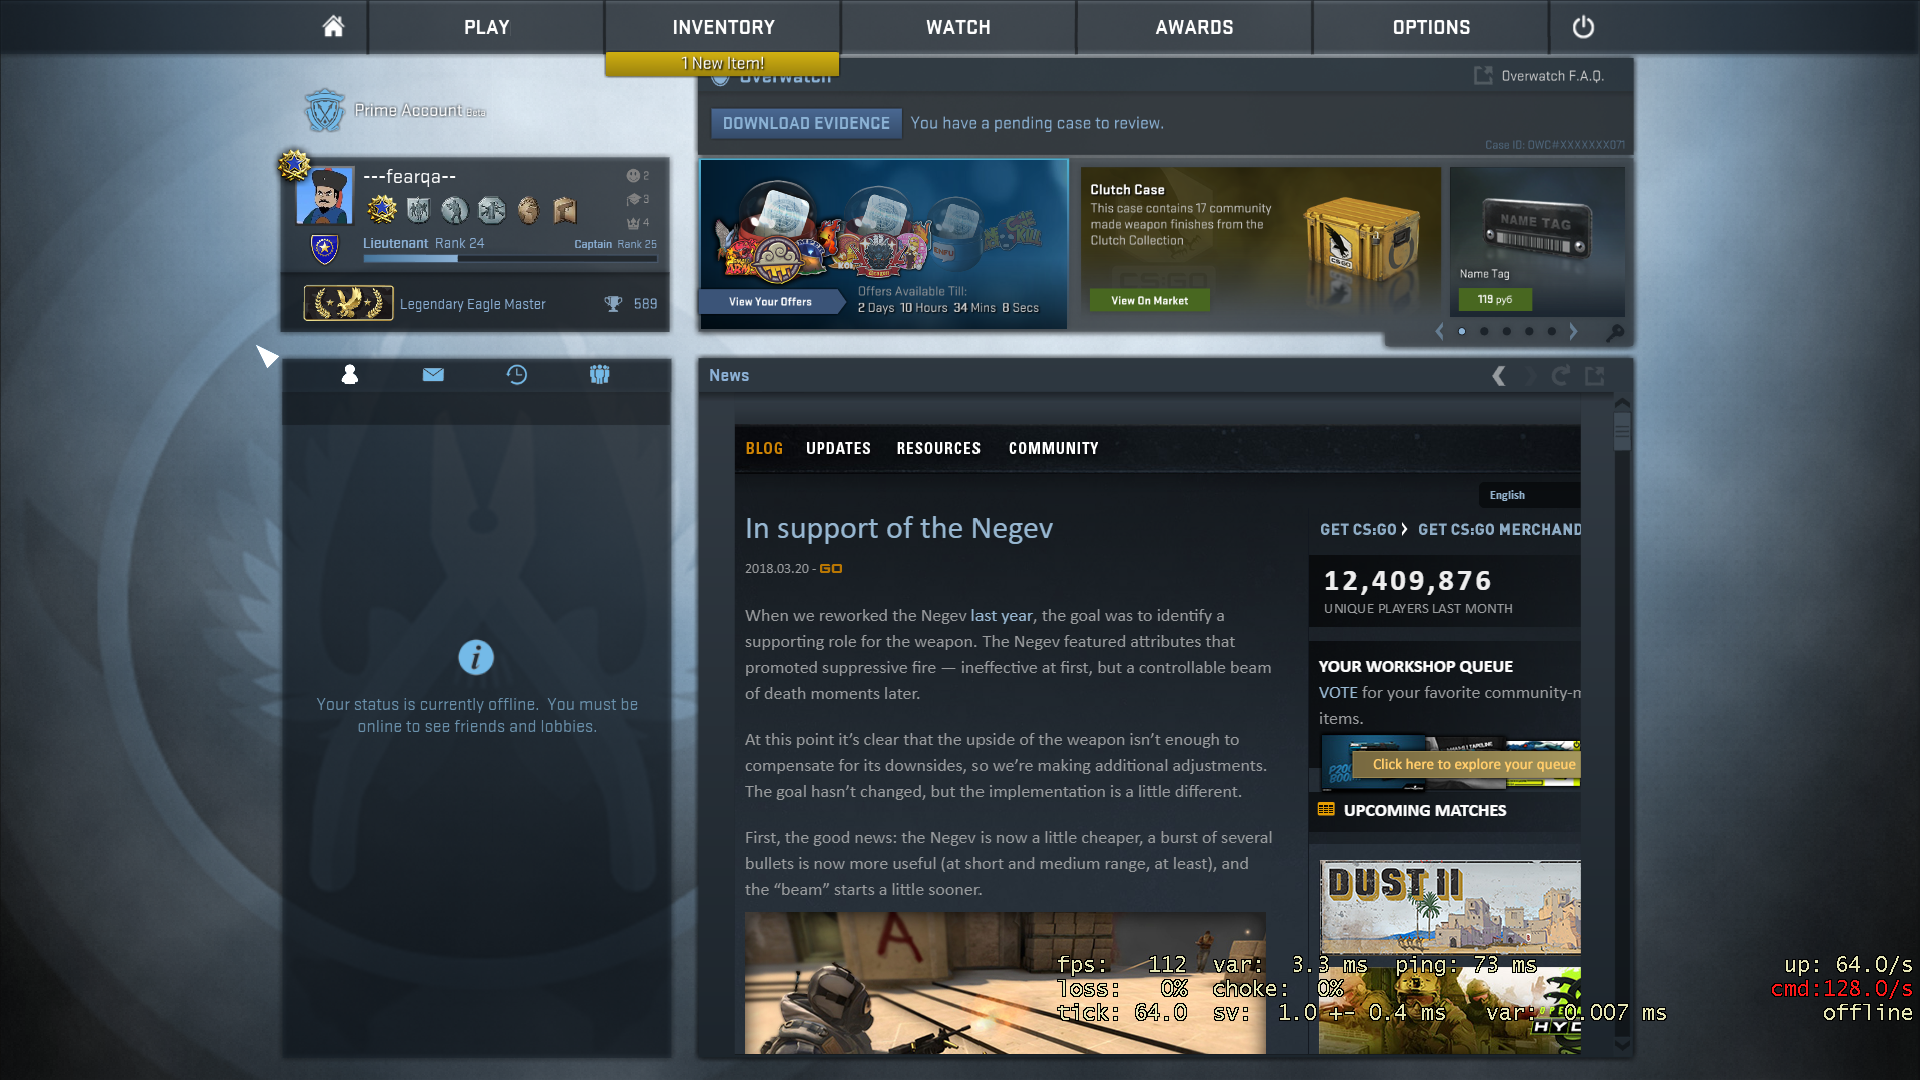 PLAY
INVENTORY
WATCH
AWARDS
OPTIONS
1 New Item!
Overwatch
Overwatch F.A.Q.
Prime Account Beta
DOWNLOAD EVIDENCE
You have a pending case to review.
Case ID: OWC#XXXXXXX071
---fearqa--
2
3
4
Lieutenant Rank 24
Captain Rank 25
Legendary Eagle Master
589
View Your Offers
Offers Available Till:
2 Days 10 Hours 34 Mins 8 Secs
Clutch Case
This case contains 17 community
made weapon finishes from the
Clutch Collection
CS:GO
View On Market
NAME TAG
Name Tag
119 руб
Your status is currently offline. You must be
online to see friends and lobbies.
News
BLOG
UPDATES
RESOURCES
COMMUNITY
English
In support of the Negev
2018.03.20 - GO
When we reworked the Negev last year, the goal was to identify a
supporting role for the weapon. The Negev featured attributes that
promoted suppressive fire — ineffective at first, but a controllable beam
of death moments later.
At this point it’s clear that the upside of the weapon isn’t enough to
compensate for its downsides, so we’re making additional adjustments.
The goal hasn’t changed, but the implementation is a little different.
First, the good news: the Negev is now a little cheaper, a burst of several
bullets is now more useful (at short and medium range, at least), and
the “beam” starts a little sooner.
A
GET CS:GO
GET CS:GO MERCHAND
12,409,876
UNIQUE PLAYERS LAST MONTH
YOUR WORKSHOP QUEUE
VOTE for your favorite community-m
items.
Click here to explore your queue
UPCOMING MATCHES
DUST II
HYD
fps: 112 var: 3.3 ms ping: 73 ms
loss: 0% choke: 0%
tick: 64.0 sv: 1.0 +- 0.4 ms var: 0.007 ms
up: 64.0/s
cmd:128.0/s
offline